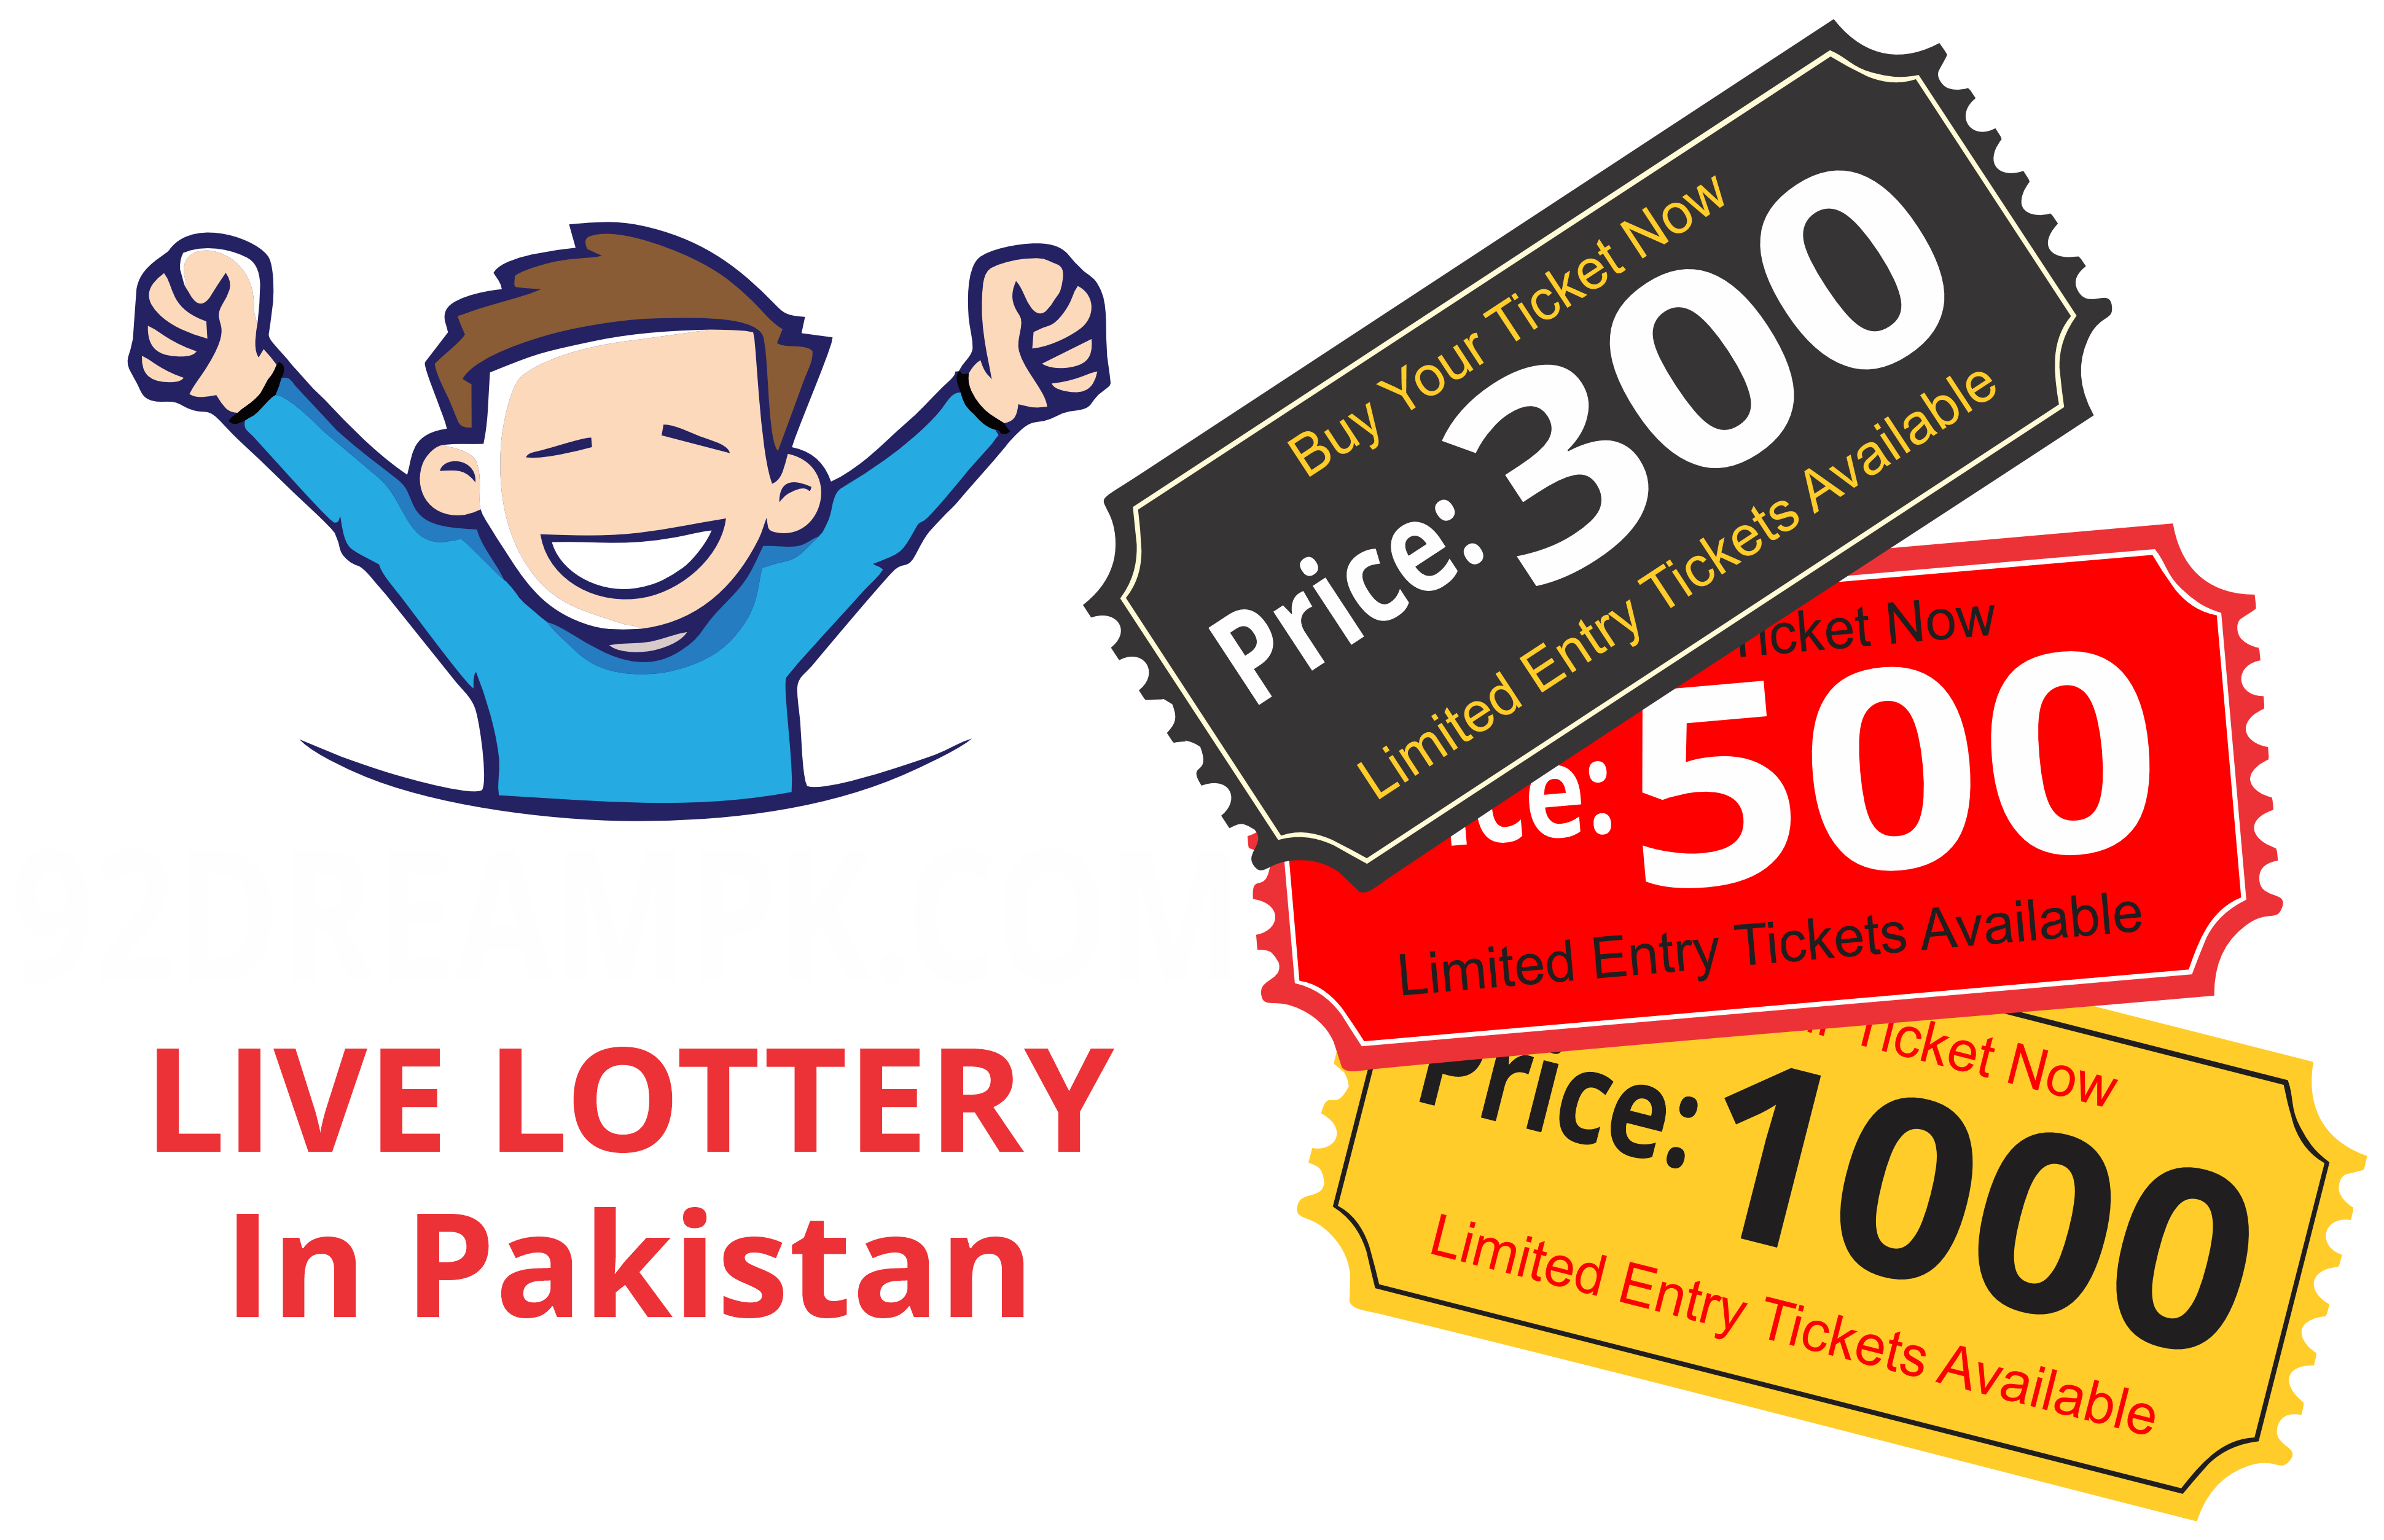 Buy Your Ticket Now
Price: 300
Limited Entry Tickets Available
Ticket Now
500
Limited Entry Tickets Available
Ticket Now
Price: 1000
Limited Entry Tickets Available
LIVE LOTTERY
In Pakistan